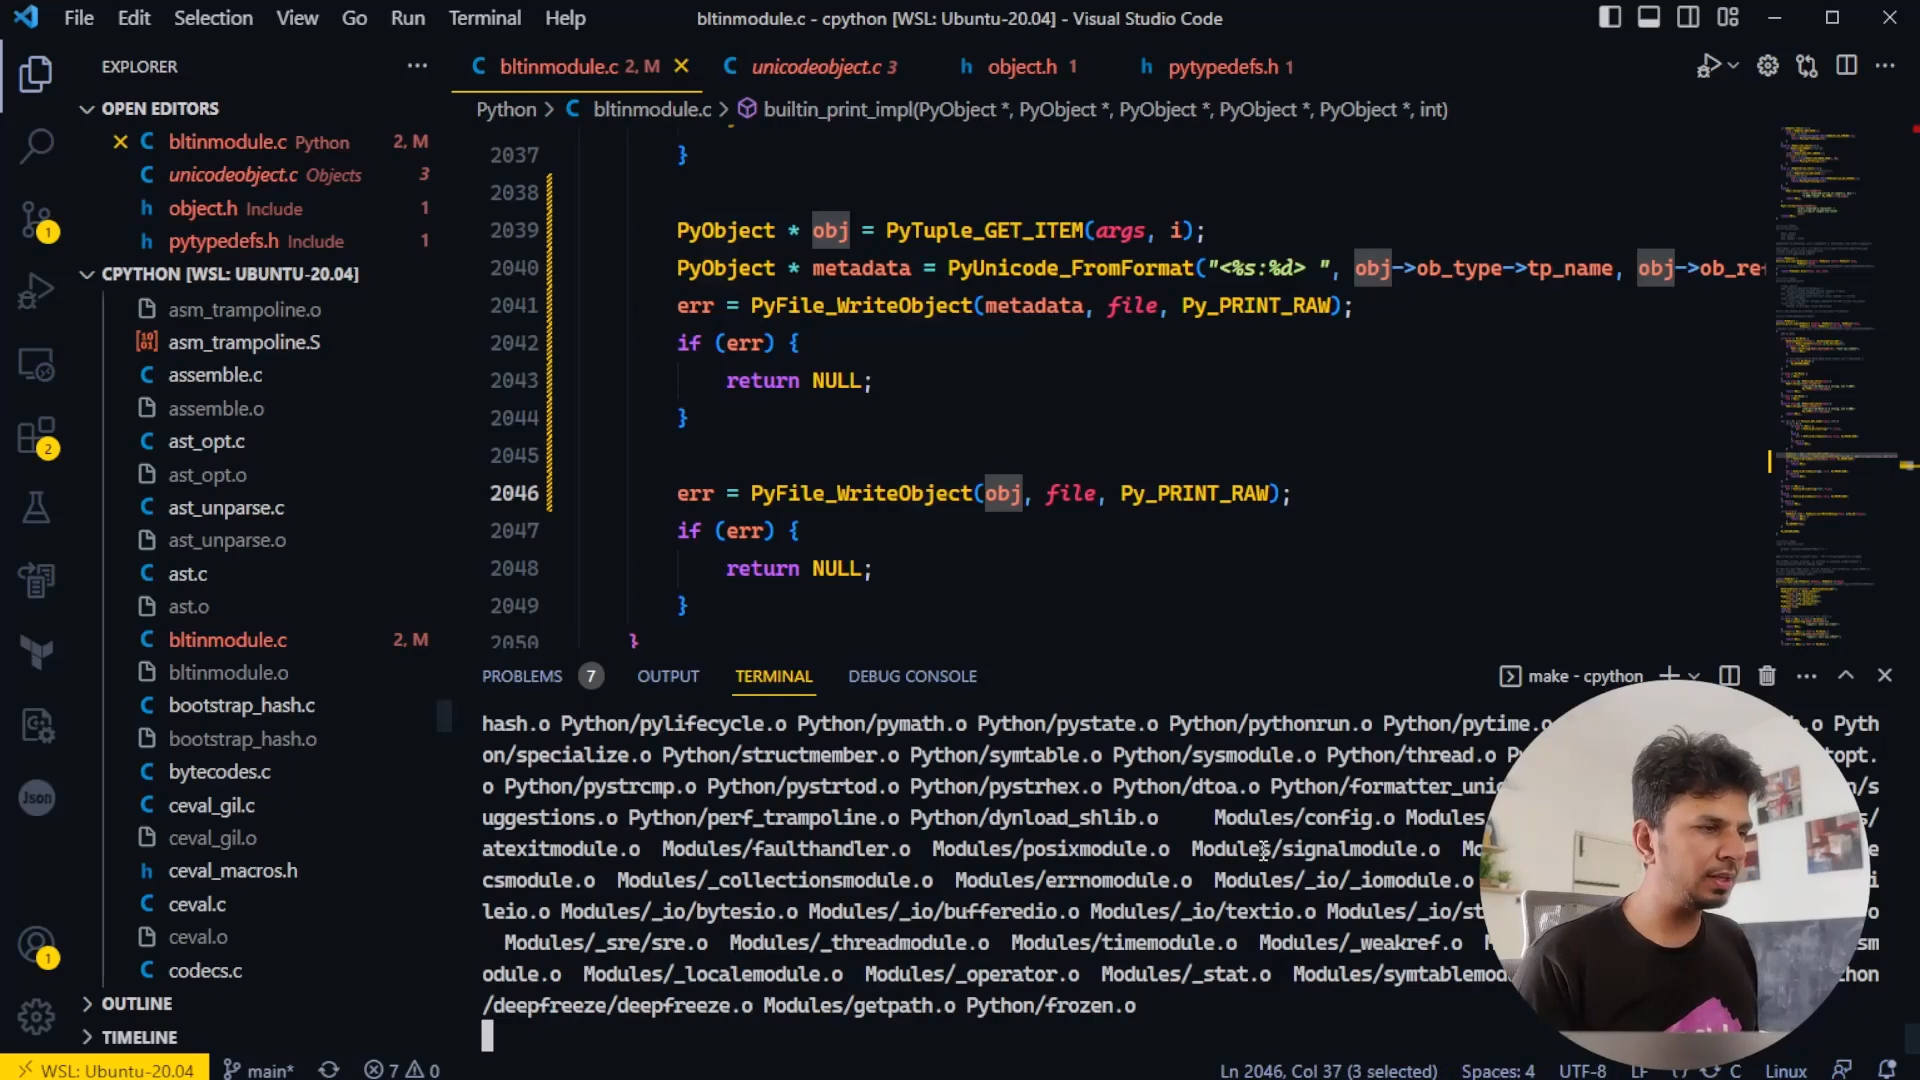 File Edit Selection View Go Run Terminal Help
bltinmodule.c - cpython [WSL: Ubuntu-20.04] - Visual Studio Code
EXPLORER
bltinmodule.c 2, M
unicodeobject.c 3
object.h 1
pytypedefs.h 1
OPEN EDITORS
bltinmodule.c Python 2, M
unicodeobject.c Objects 3
object.h Include 1
pytypedefs.h Include 1
CPYTHON [WSL: UBUNTU-20.04]
asm_trampoline.o
asm_trampoline.S
assemble.c
assemble.o
ast_opt.c
ast_opt.o
ast_unparse.c
ast_unparse.o
ast.c
ast.o
bltinmodule.c 2, M
bltinmodule.o
bootstrap_hash.c
bootstrap_hash.o
bytecodes.c
ceval_gil.c
ceval_gil.o
ceval_macros.h
ceval.c
ceval.o
codecs.c
OUTLINE
TIMELINE
1
2
Json
1
Python > bltinmodule.c > builtin_print_impl(PyObject *, PyObject *, PyObject *, PyObject *, PyObject *, int)
2037 }
2038
2039 PyObject * obj = PyTuple_GET_ITEM(args, i);
2040 PyObject * metadata = PyUnicode_FromFormat("<%s:%d> ", obj->ob_type->tp_name, obj->ob_re
2041 err = PyFile_WriteObject(metadata, file, Py_PRINT_RAW);
2042 if (err) {
2043 return NULL;
2044 }
2045
2046 err = PyFile_WriteObject(obj, file, Py_PRINT_RAW);
2047 if (err) {
2048 return NULL;
2049 }
2050 }
PROBLEMS 7 OUTPUT TERMINAL DEBUG CONSOLE
make - cpython
hash.o Python/pylifecycle.o Python/pymath.o Python/pystate.o Python/pythonrun.o Python/pytime.o Pyth
on/specialize.o Python/structmember.o Python/symtable.o Python/sysmodule.o Python/thread.o
o Python/pystrcmp.o Python/pystrtod.o Python/pystrhex.o Python/dtoa.o
uggestions.o Python/perf_trampoline.o Python/dynload_shlib.o Modules/config.o
atexitmodule.o Modules/faulthandler.o Modules/posixmodule.o Modules/signalmodule.o
csmodule.o Modules/_collectionsmodule.o Modules/errnomodule.o Modules/_io/_iomodule.o
leio.o Modules/_io/bytesio.o Modules/_io/bufferedio.o Modules/_io/textio.o
Modules/_sre/sre.o Modules/_threadmodule.o Modules/timemodule.o Modules/_weakref.o
odule.o Modules/_localemodule.o Modules/_operator.o Modules/_stat.o
/deepfreeze/deepfreeze.o Modules/getpath.o Python/frozen.o
WSL: Ubuntu-20.04 main* 7 0
Ln 2046, Col 37 (3 selected) Spaces: 4 UTF-8 LF C Linux